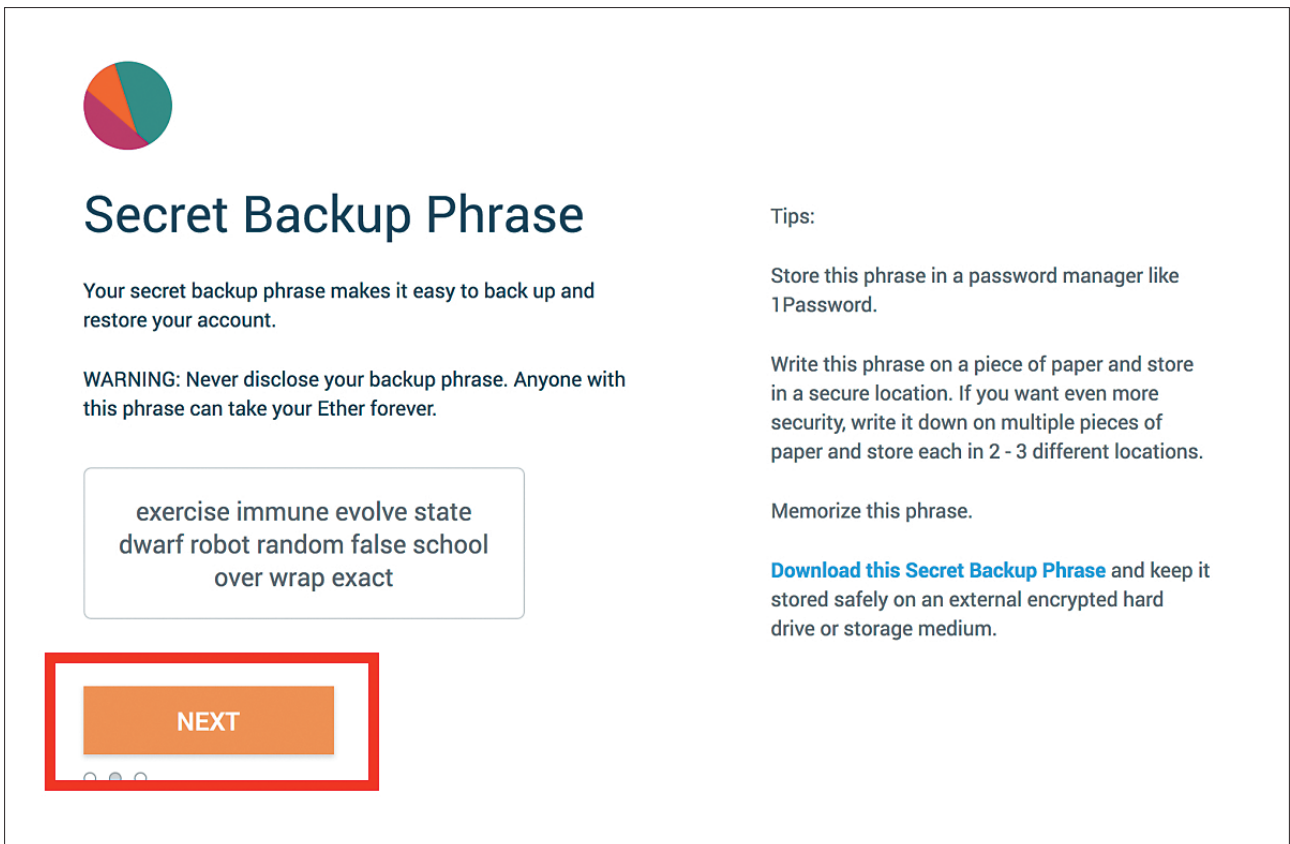 Secret Backup Phrase
Your secret backup phrase makes it easy to back up and
restore your account.
WARNING: Never disclose your backup phrase. Anyone with
this phrase can take your Ether forever.
exercise immune evolve state
dwarf robot random false school
over wrap exact
NEXT
Tips:
Store this phrase in a password manager like
1Password.
Write this phrase on a piece of paper and store
in a secure location. If you want even more
security, write it down on multiple pieces of
paper and store each in 2 - 3 different locations.
Memorize this phrase.
Download this Secret Backup Phrase and keep it
stored safely on an external encrypted hard
drive or storage medium.